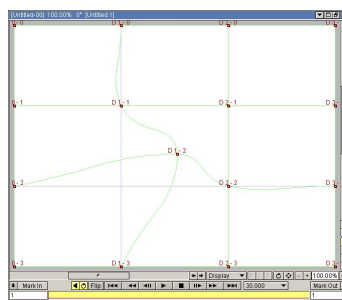 [Untitled-00] 100.00% 0° [Untitled 1]
0 - 0 D 1 - 0 D 2 - 0 D 3 -
0 - 1 D 1 - 1 D 2 - 1 D 3 -
D 1 - 2
0 - 2 D 2 - 2 D 3 -
0 - 3 D 1 - 3 D 2 - 3 D 3 -
Display 100.00%
Mark In Flip 30.000 Mark Out
1 1